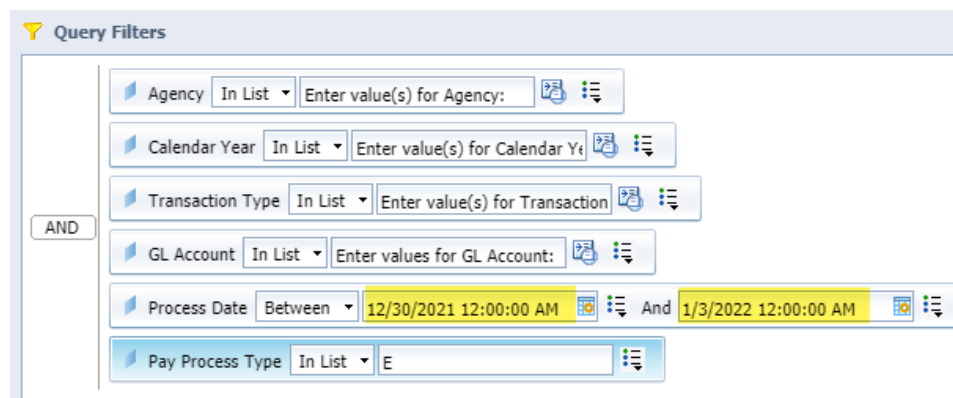 Query Filters
Agency In List Enter value(s) for Agency:
Calendar Year In List Enter value(s) for Calendar Ye
Transaction Type In List Enter value(s) for Transaction
AND
GL Account In List Enter values for GL Account:
Process Date Between 12/30/2021 12:00:00 AM And 1/3/2022 12:00:00 AM
Pay Process Type In List E